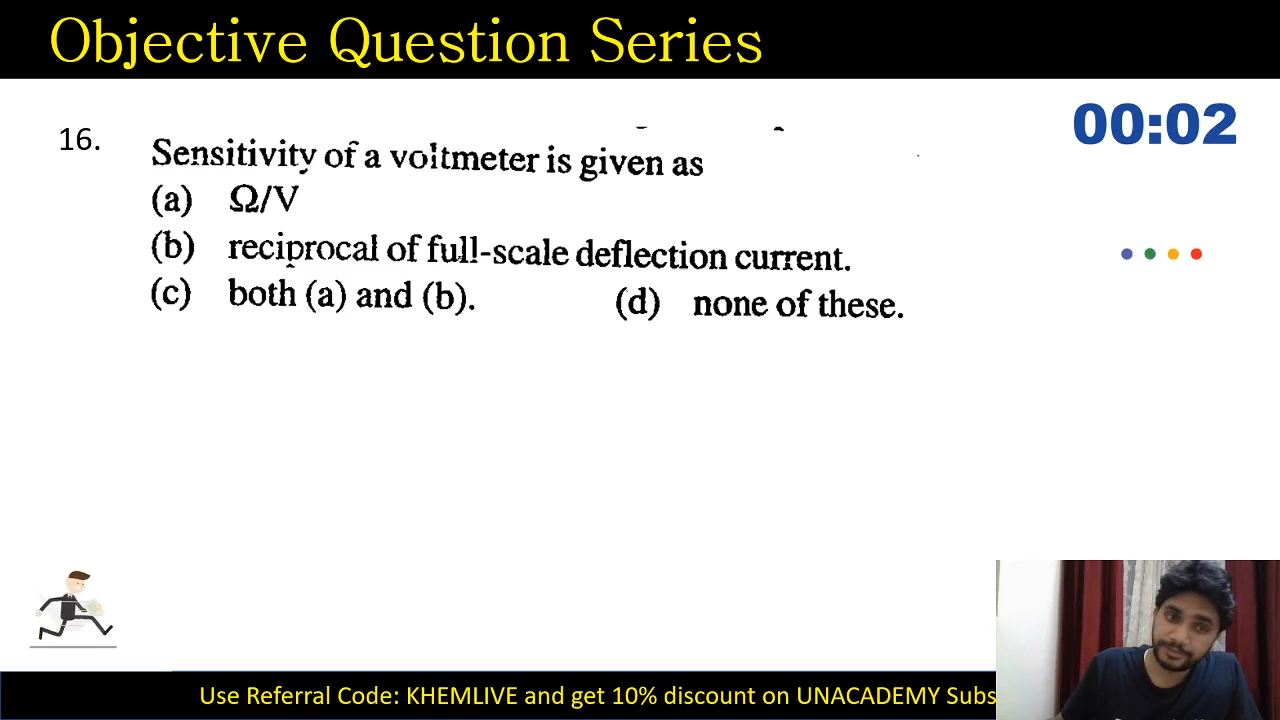 Objective Question Series
00:02
16.
Sensitivity of a voltmeter is given as
(a) Ω/V
(b) reciprocal of full-scale deflection current.
(c) both (a) and (b). (d) none of these.
Use Referral Code: KHEMLIVE and get 10% discount on UNACADEMY Subs